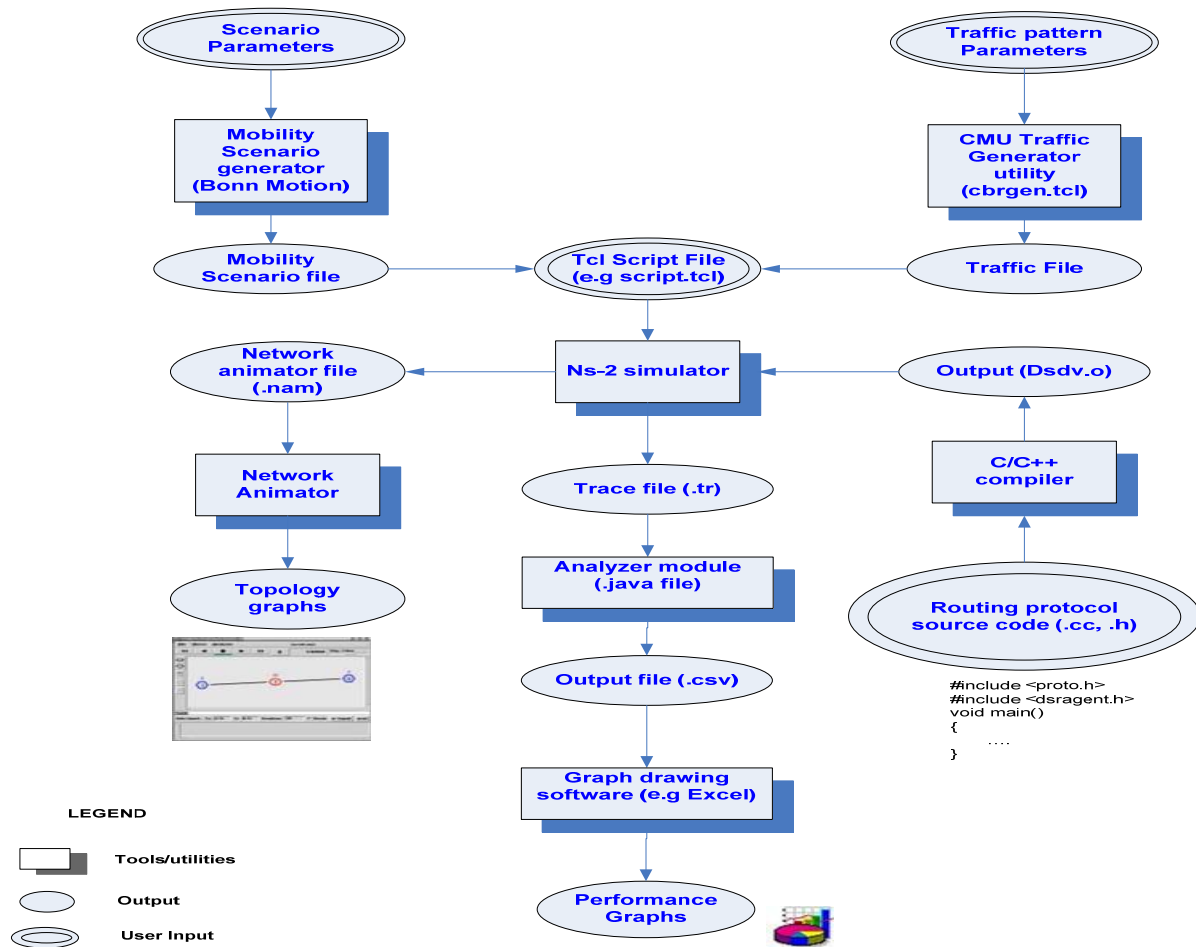 Scenario
Parameters
Traffic pattern
Parameters
Mobility
Scenario
generator
(Bonn Motion)
CMU Traffic
Generator
utility
(cbrgen.tcl)
Mobility
Scenario file
Tcl Script File
(e.g script.tcl)
Traffic File
Network
animator file
(.nam)
Ns-2 simulator
Output (Dsdv.o)
Network
Animator
Trace file (.tr)
C/C++
compiler
Topology
graphs
Analyzer module
(.java file)
Routing protocol
source code (.cc, .h)
Output file (.csv)
#include <proto.h>
#include <dsragent.h>
void main()
{
....
}
Graph drawing
software (e.g Excel)
LEGEND
Tools/utilities
Output
User Input
Performance
Graphs